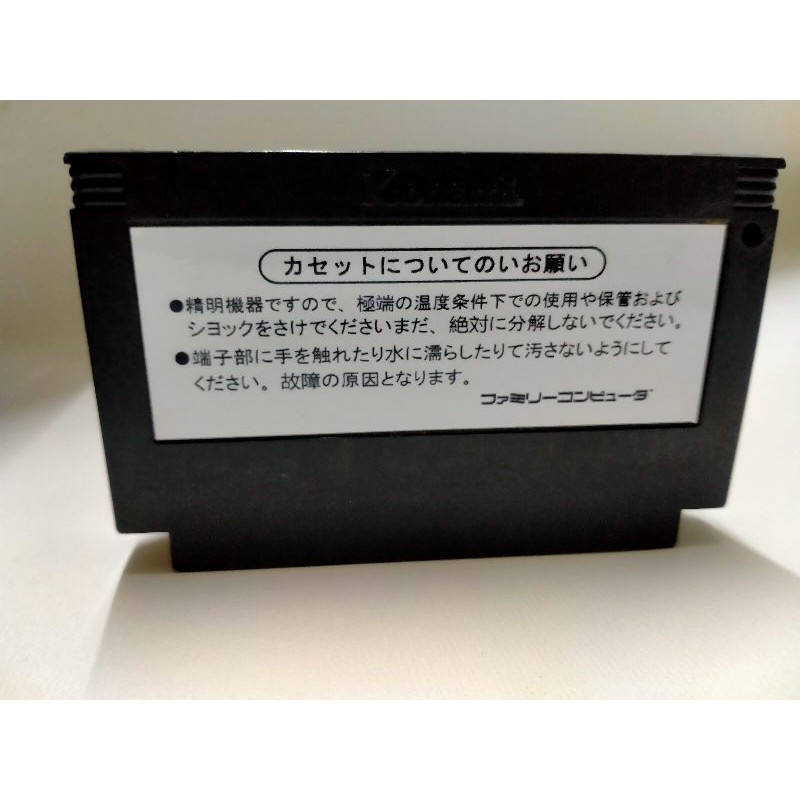 Konami
カセットについてのいお願い
●精明機器ですので、極端の温度条件下での使用や保管および
シヨックをさけでくださいまだ、絶対に分解しないでください。
●端子部に手を触れたり水に濡らしたりて汚さないようにして
ください。故障の原因となります。
ファミリーコンピュータ